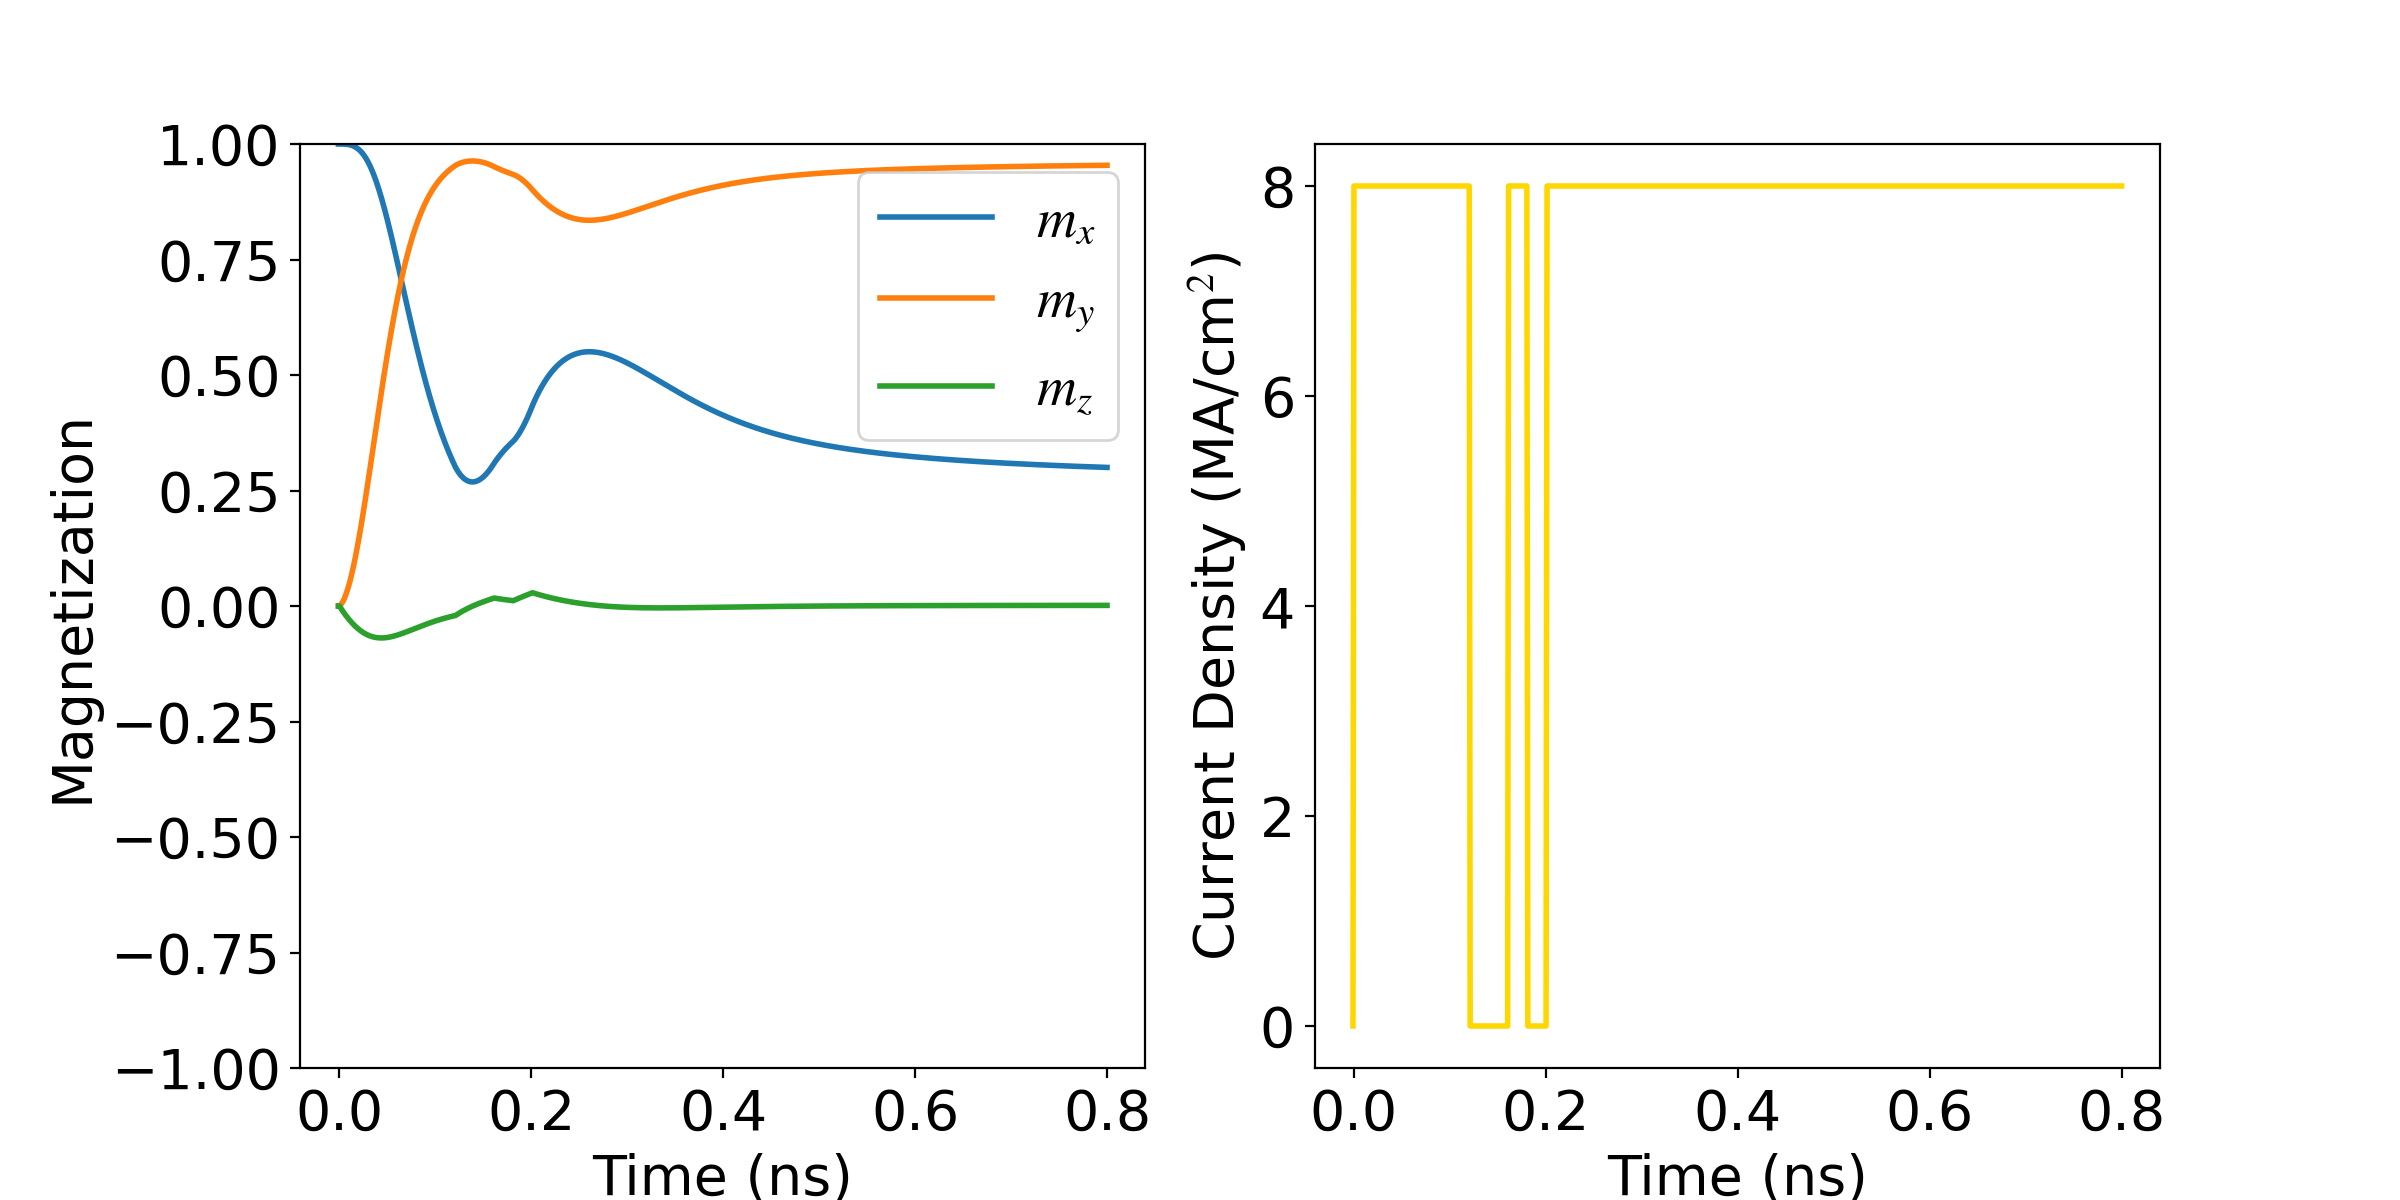 1.00
0.75
0.50
0.25
0.00
−0.25
−0.50
−0.75
−1.00
Magnetization
0.0 0.2 0.4 0.6 0.8
Time (ns)
m_x
m_y
m_z
8
6
4
2
0
Current Density (MA/cm²)
0.0 0.2 0.4 0.6 0.8
Time (ns)